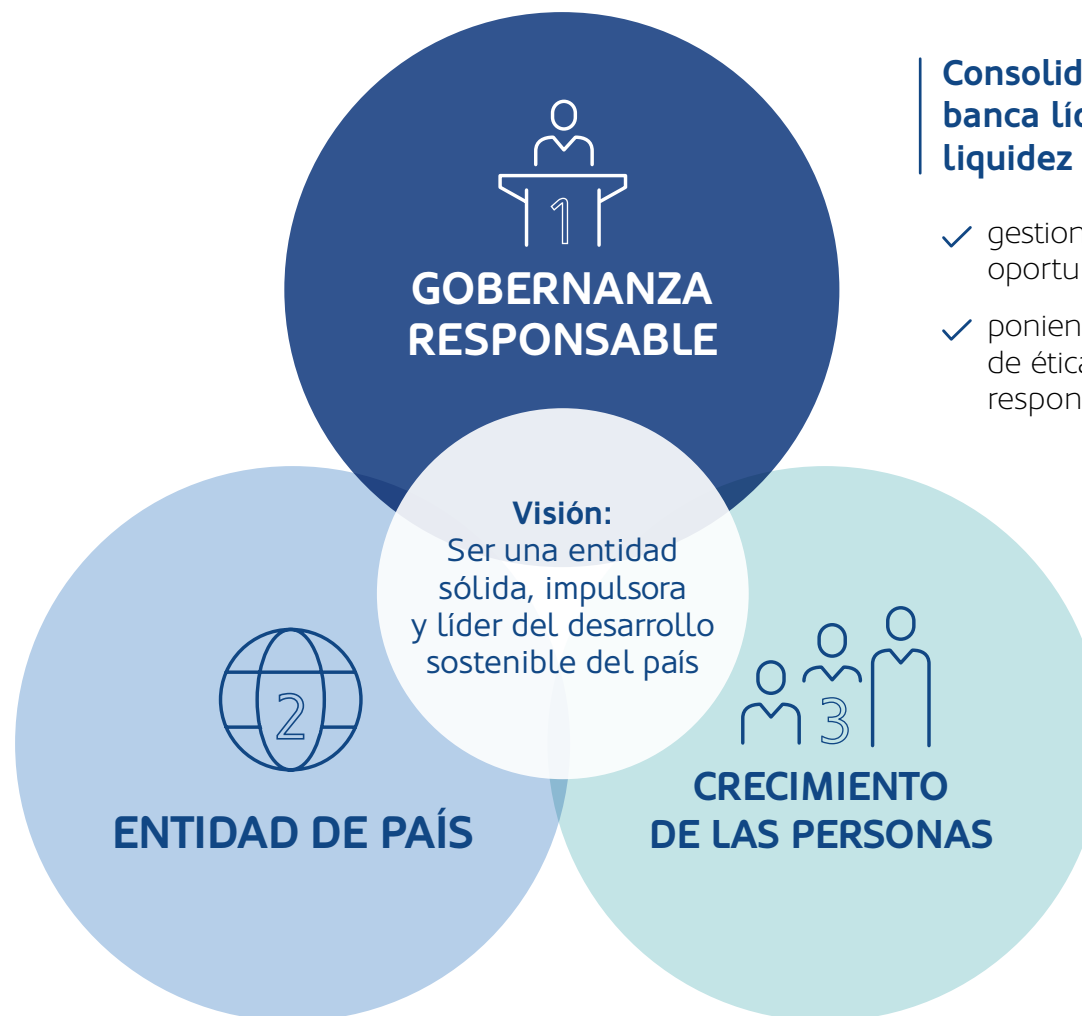 1
GOBERNANZA
RESPONSABLE
Consolid
banca líd
liquidez
gestion
oportu
ponien
de ética
respon
Visión:
Ser una entidad
sólida, impulsora
y líder del desarrollo
sostenible del país
2
ENTIDAD DE PAÍS
3
CRECIMIENTO
DE LAS PERSONAS